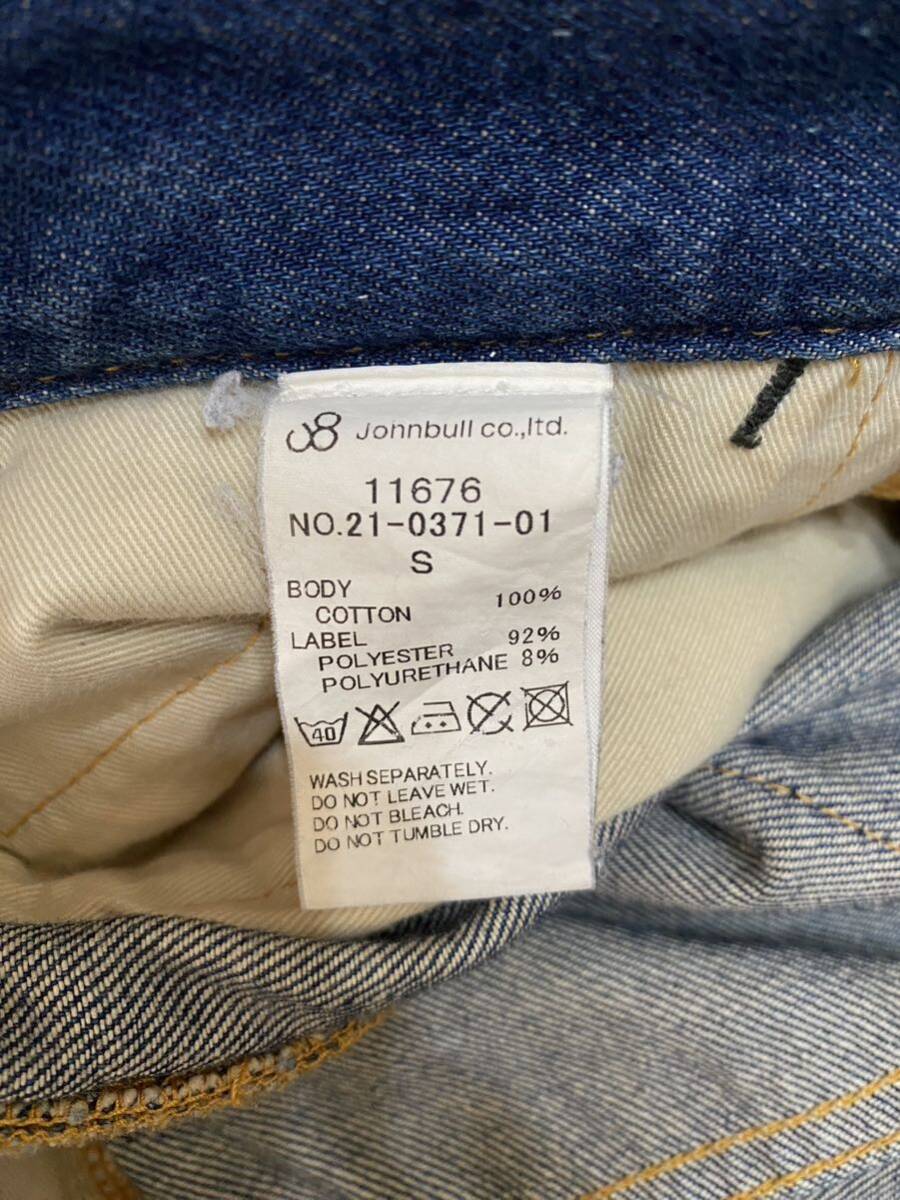 Johnbull co.,ltd.
11676
NO.21-0371-01
S
BODY
COTTON 100%
LABEL
POLYESTER 92%
POLYURETHANE 8%
40
WASH SEPARATELY.
DO NOT LEAVE WET.
DO NOT BLEACH.
DO NOT TUMBLE DRY.